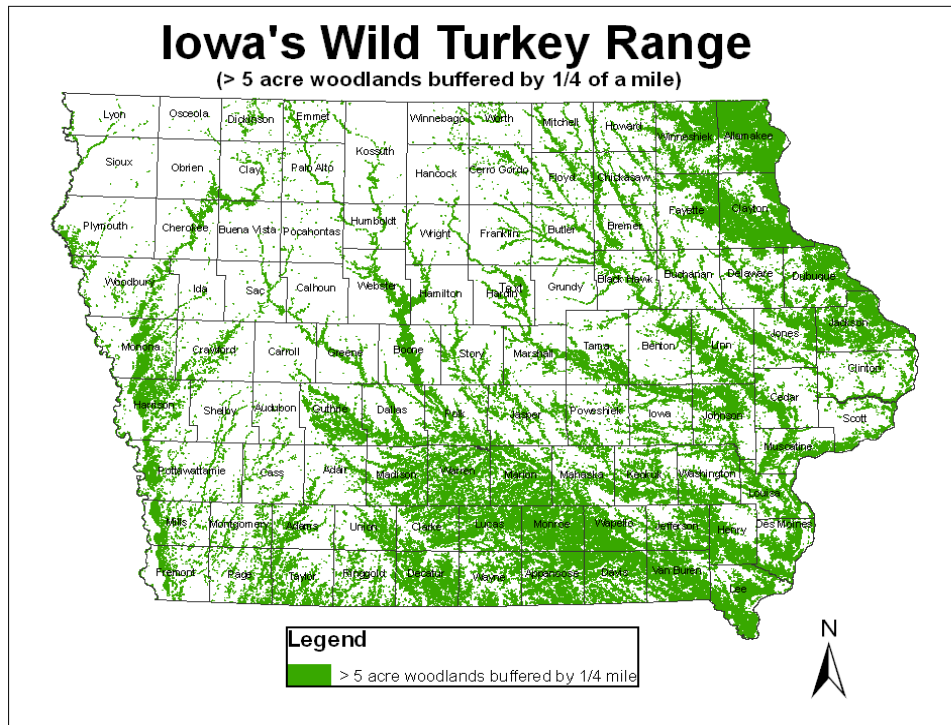 Iowa's Wild Turkey Range
(> 5 acre woodlands buffered by 1/4 of a mile)
Lyon Osceola Dickinson Emmet Winnebago Worth Mitchell Howard Winneshiek Allamakee
Kossuth
Sioux Obrien Clay Palo Alto Hancock Cerro Gordo Floyd Chickasaw
Plymouth Cherokee Buena Vista Pocahontas Humboldt Wright Franklin Butler Bremer Fayette Clayton
Woodbury Ida Sac Calhoun Webster Hamilton Hardin Text Grundy Black Hawk Buchanan Delaware Dubuque
Monona Crawford Carroll Greene Boone Story Marshall Tama Benton Linn Jones Jackson
Clinton
Harrison Shelby Audubon Guthrie Dallas Polk Jasper Poweshiek Iowa Johnson Cedar Scott
Muscatine
Pottawattamie Cass Adair Madison Warren Marion Mahaska Keokuk Washington Louisa
Mills Montgomery Adams Union Clarke Lucas Monroe Wapello Jefferson Henry Des Moines
Fremont Page Taylor Ringgold Decatur Wayne Appanoose Davis Van Buren Lee
N
Legend
> 5 acre woodlands buffered by 1/4 mile